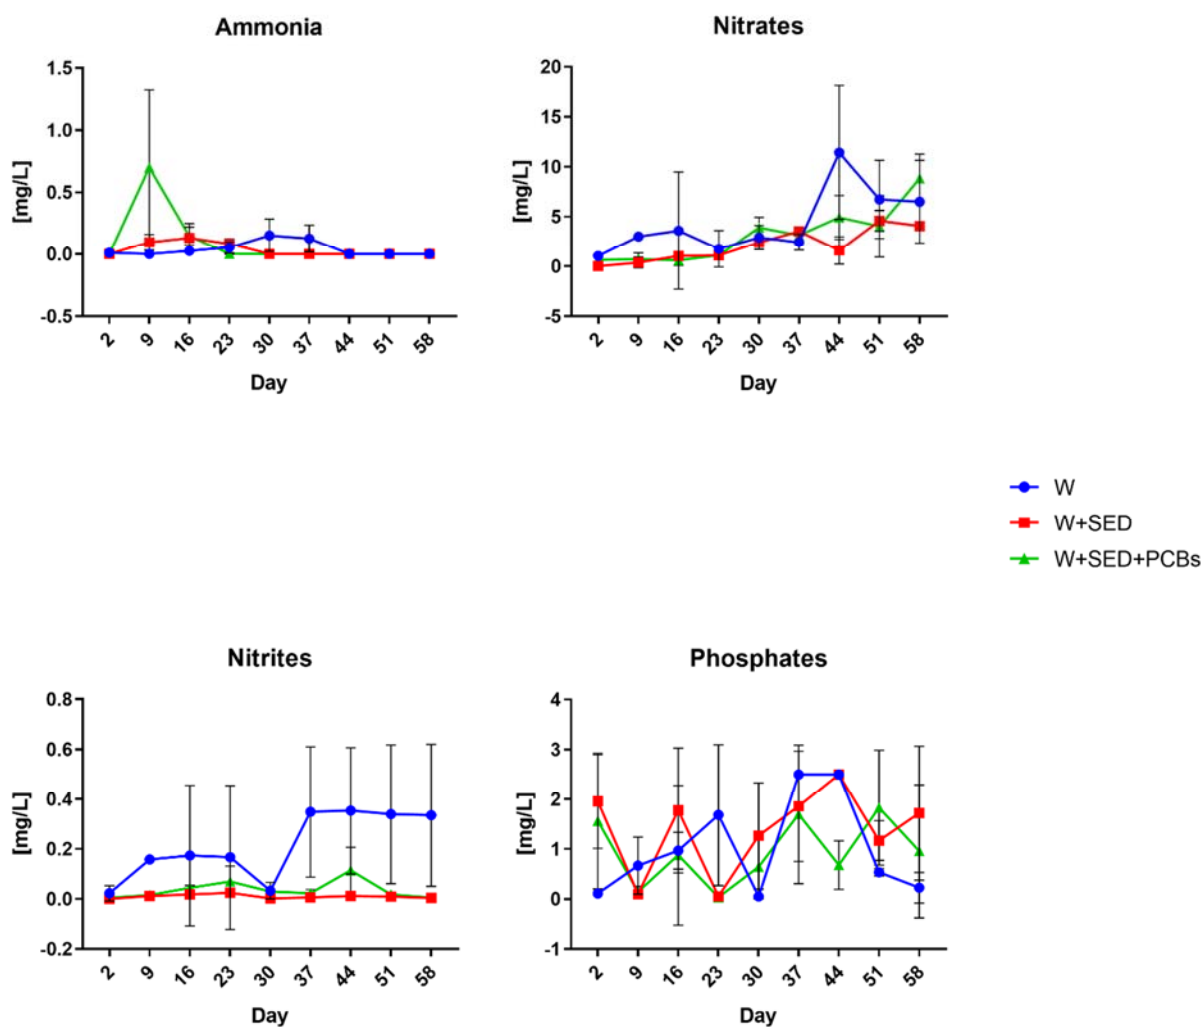 Ammonia
1.5
1.0
0.5
0.0
-0.5
[mg/L]
2 9 16 23 30 37 44 51 58
Day
Nitrates
20
15
10
5
0
-5
[mg/L]
2 9 16 23 30 37 44 51 58
Day
W
W+SED
W+SED+PCBs
Nitrites
0.8
0.6
0.4
0.2
0.0
-0.2
[mg/L]
2 9 16 23 30 37 44 51 58
Day
Phosphates
4
3
2
1
0
-1
[mg/L]
2 9 16 23 30 37 44 51 58
Day